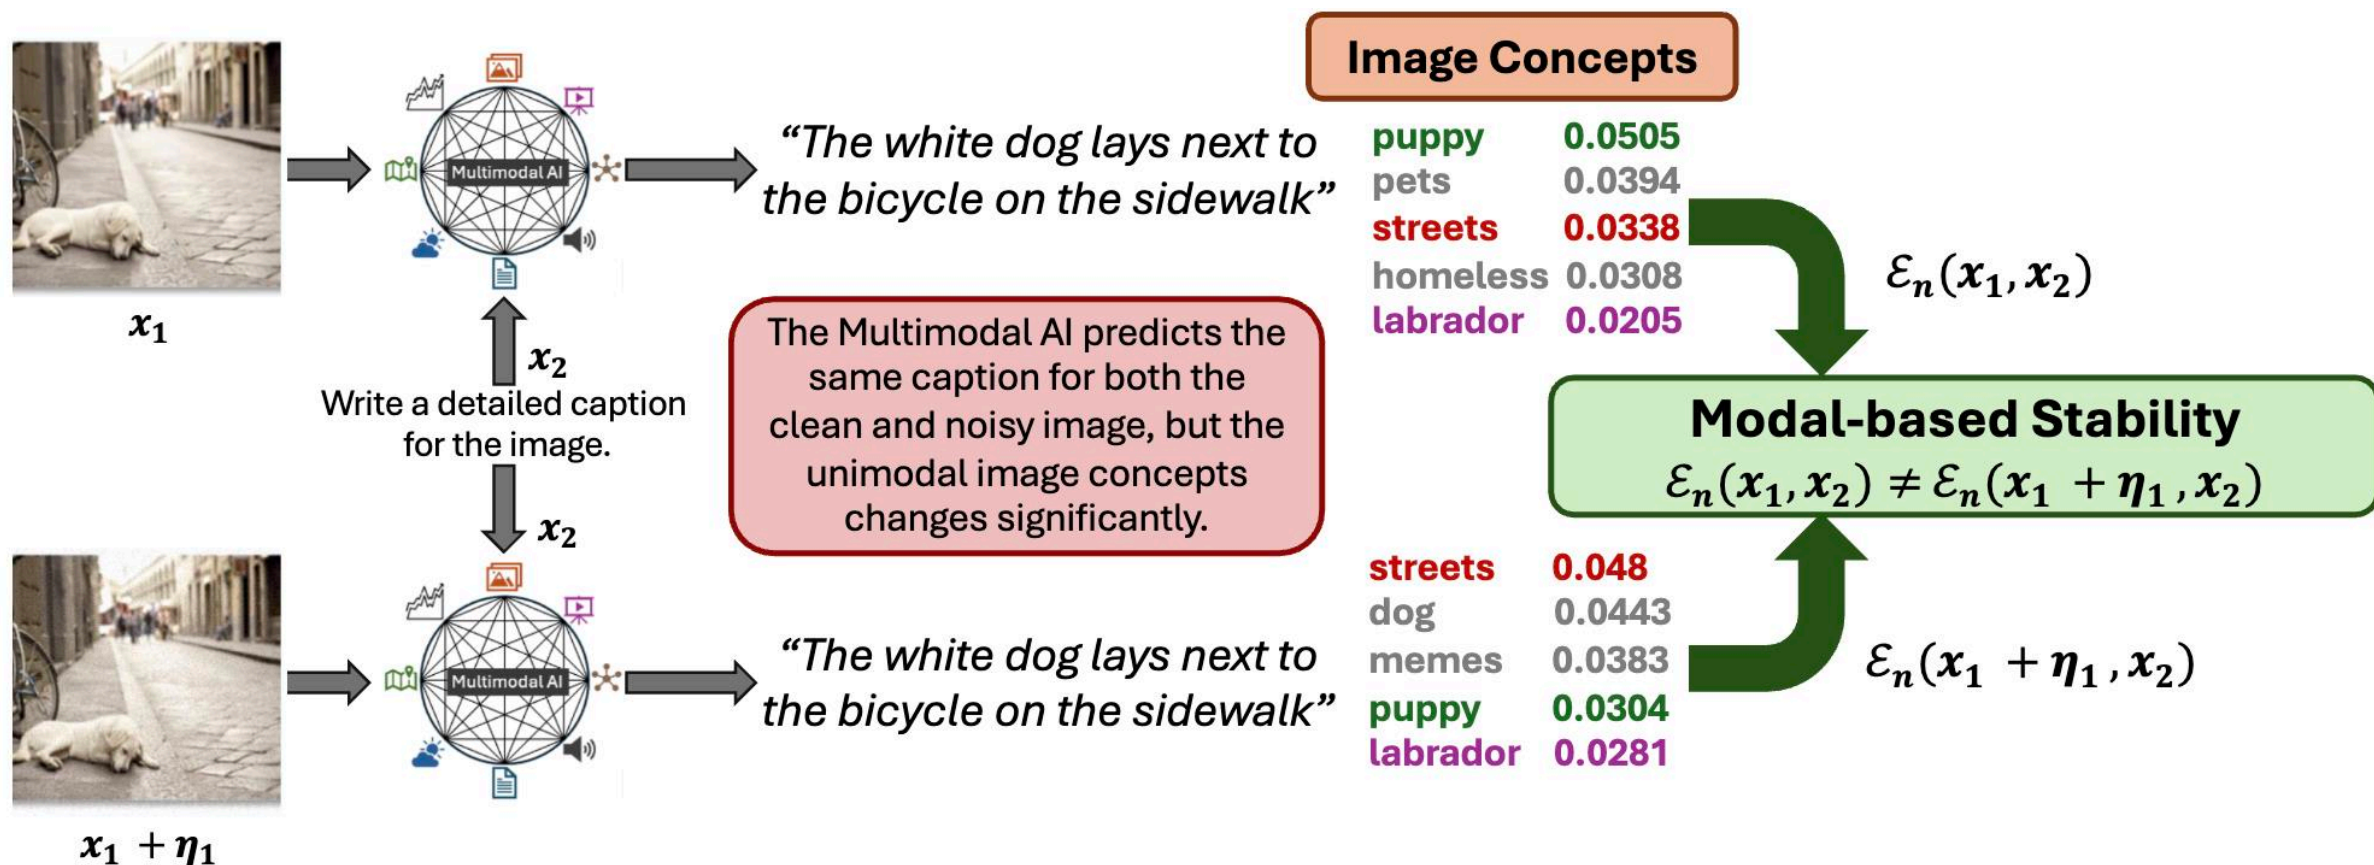 Image Concepts
Multimodal AI
“The white dog lays next to
the bicycle on the sidewalk”
puppy 0.0505
pets 0.0394
streets 0.0338
homeless 0.0308
labrador 0.0205
ℰₙ(x₁, x₂)
x₁
x₂
Write a detailed caption
for the image.
x₂
The Multimodal AI predicts the
same caption for both the
clean and noisy image, but the
unimodal image concepts
changes significantly.
Modal-based Stability
ℰₙ(x₁, x₂) ≠ ℰₙ(x₁ + η₁ , x₂)
Multimodal AI
“The white dog lays next to
the bicycle on the sidewalk”
streets 0.048
dog 0.0443
memes 0.0383
puppy 0.0304
labrador 0.0281
ℰₙ(x₁ + η₁ , x₂)
x₁ + η₁